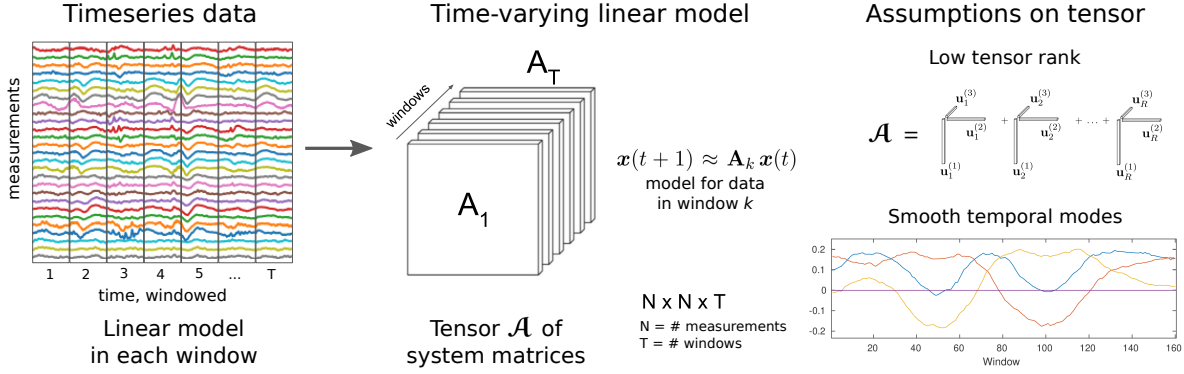 Timeseries data
measurements
1 2 3 4 5 ... T
time, windowed
Linear model
in each window
Time-varying linear model
windows
A_T
A_1
x(t + 1) ≈ A_k x(t)
model for data
in window k
N x N x T
N = # measurements
T = # windows
Tensor 𝓐 of
system matrices
Assumptions on tensor
Low tensor rank
𝓐 = u_1^(3) u_1^(2) u_1^(1) + u_2^(3) u_2^(2) u_2^(1) + ... + u_R^(3) u_R^(2) u_R^(1)
Smooth temporal modes
0.2
0.1
0
-0.1
-0.2
20 40 60 80 100 120 140 160
Window